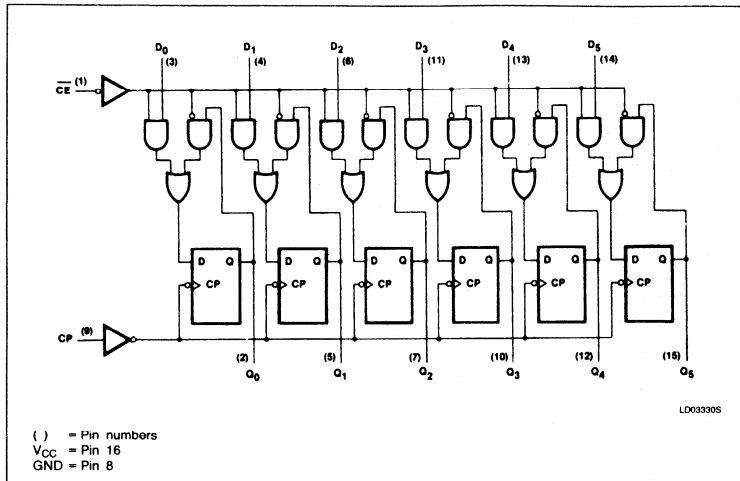 D0 D1 D2 D3 D4 D5
(3) (4) (6) (11) (13) (14)
CE (1)
D Q D Q D Q D Q D Q D Q
CP CP CP CP CP CP
CP (9)
(2) (5) (7) (10) (12) (15)
Q0 Q1 Q2 Q3 Q4 Q5
LD03330S
( ) = Pin numbers
VCC = Pin 16
GND = Pin 8